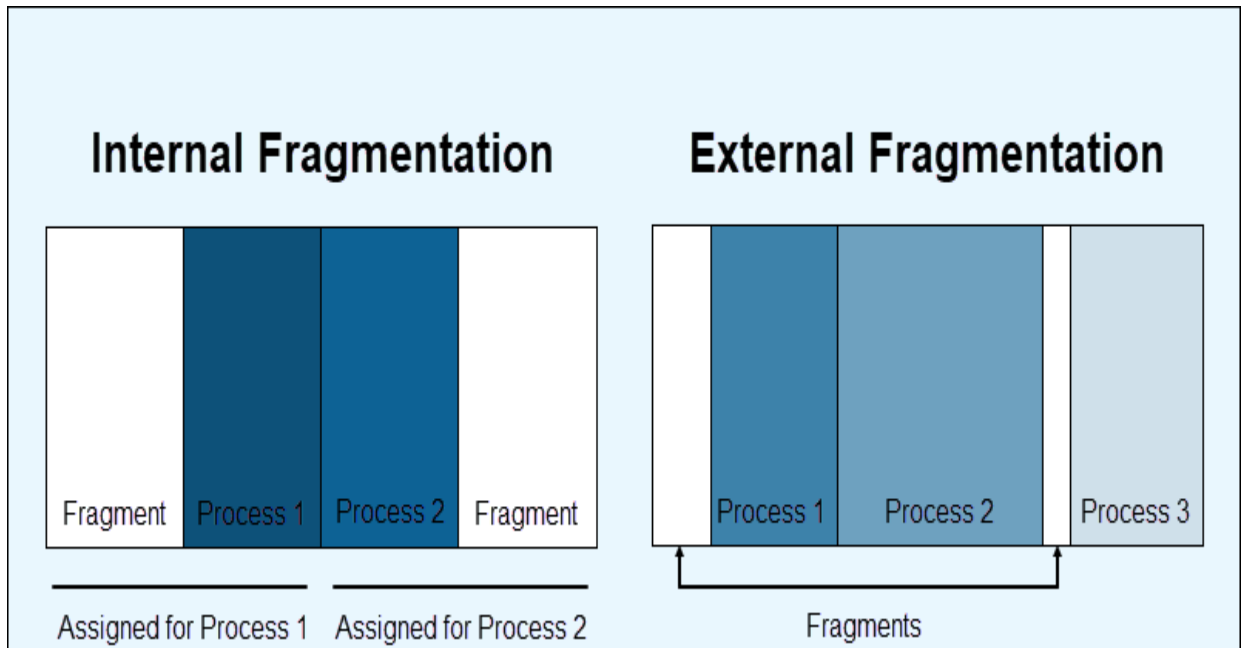 Internal Fragmentation
Fragment
Process 1
Process 2
Fragment
Assigned for Process 1
Assigned for Process 2
External Fragmentation
Process 1
Process 2
Process 3
Fragments